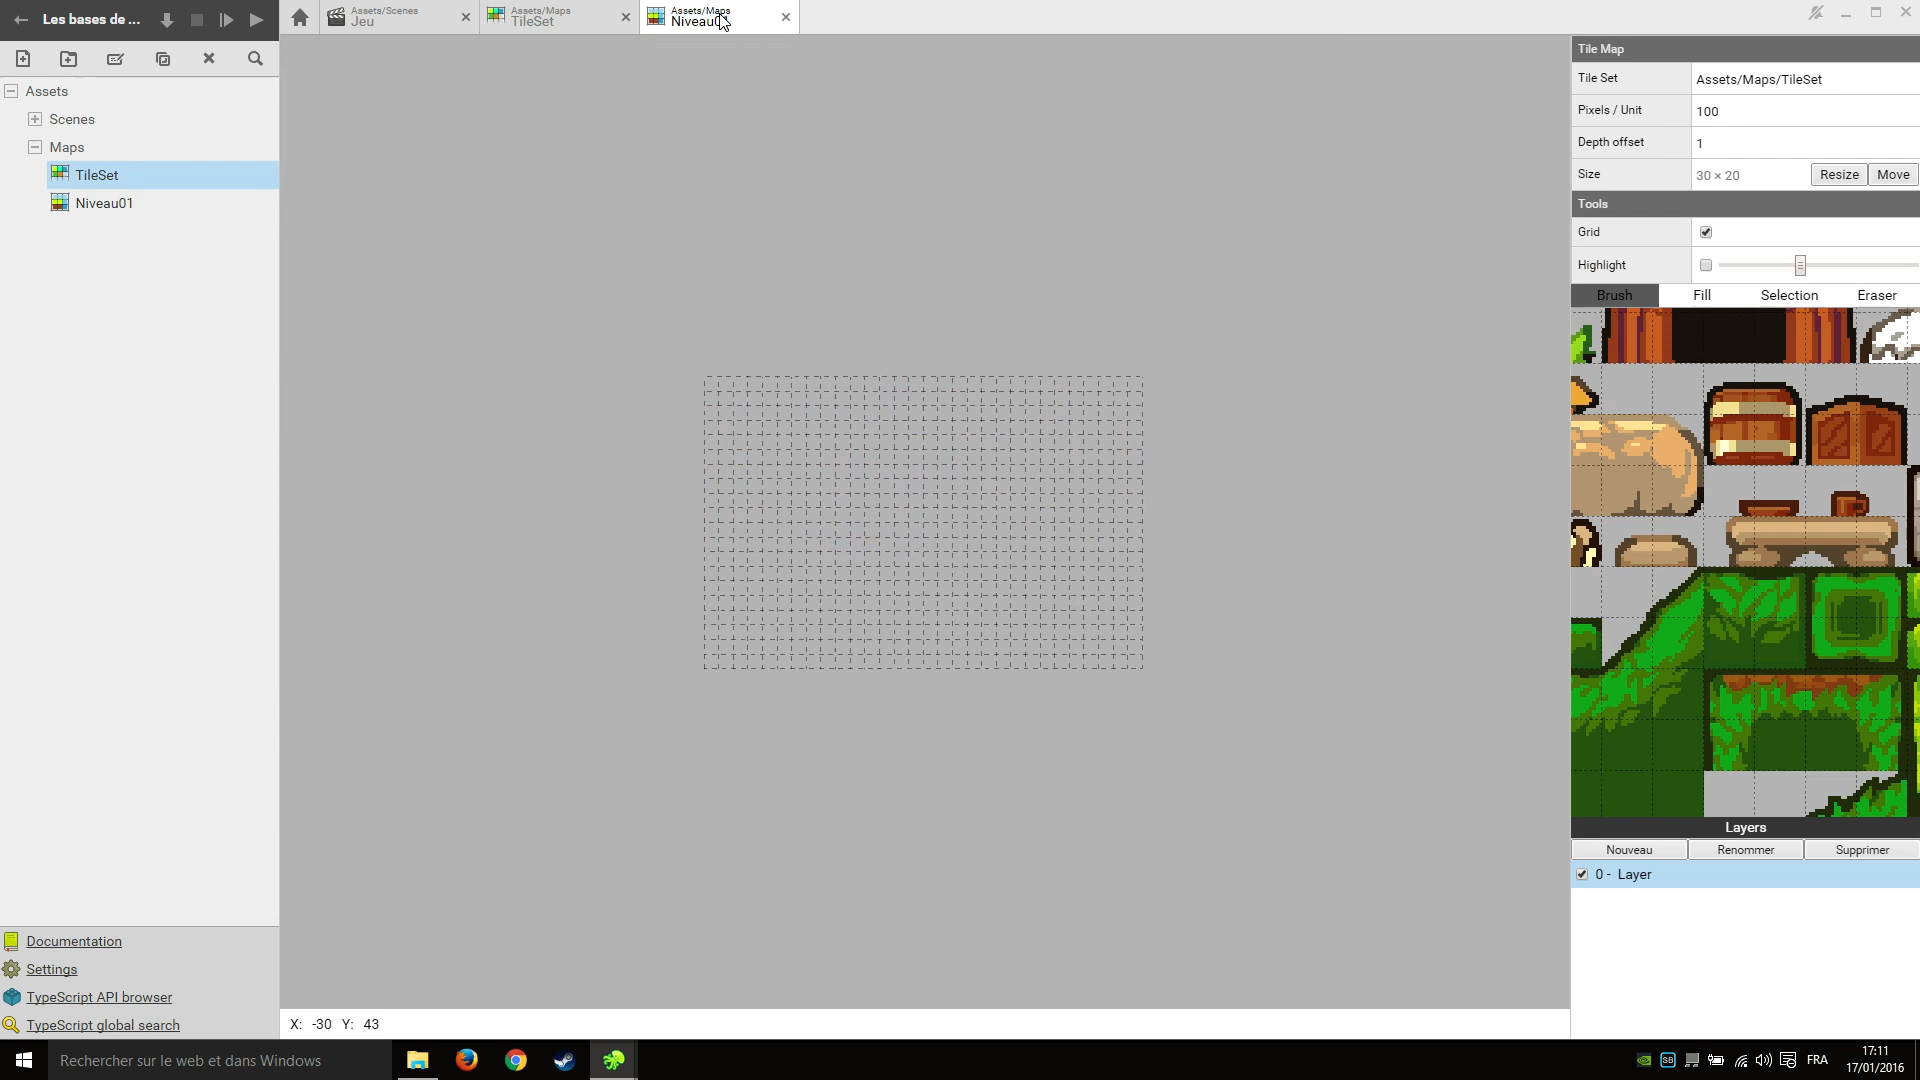 Les bases de ...
Assets/Scenes
Jeu
Assets/Maps
TileSet
Assets/Maps
Assets
Scenes
Maps
TileSet
Niveau01
Documentation
Settings
TypeScript API browser
TypeScript global search
X: -30 Y: 43
Tile Map
Tile Set Assets/Maps/TileSet
Pixels / Unit 100
Depth offset 1
Size 30 × 20 Resize Move
Tools
Grid
Highlight
Brush Fill Selection Eraser
Layers
Nouveau Renommer Supprimer
0 - Layer
Rechercher sur le web et dans Windows
SB
FRA
17:11
17/01/2016